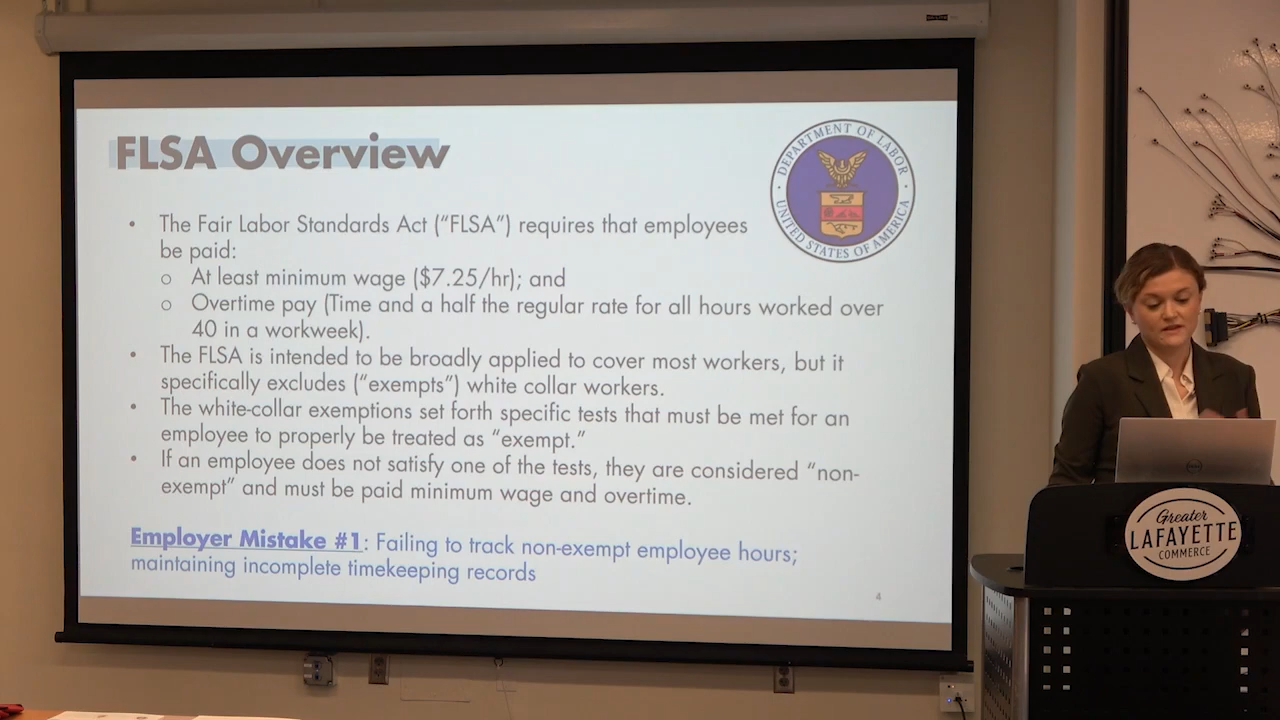 FLSA Overview
DEPARTMENT OF LABOR
UNITED STATES OF AMERICA
• The Fair Labor Standards Act (“FLSA”) requires that employees
be paid:
o At least minimum wage ($7.25/hr); and
o Overtime pay (Time and a half the regular rate for all hours worked over
40 in a workweek).
• The FLSA is intended to be broadly applied to cover most workers, but it
specifically excludes (“exempts”) white collar workers.
• The white-collar exemptions set forth specific tests that must be met for an
employee to properly be treated as “exempt.”
• If an employee does not satisfy one of the tests, they are considered “non-
exempt” and must be paid minimum wage and overtime.
Employer Mistake #1: Failing to track non-exempt employee hours;
maintaining incomplete timekeeping records
4
DELL
Greater
LAFAYETTE
COMMERCE